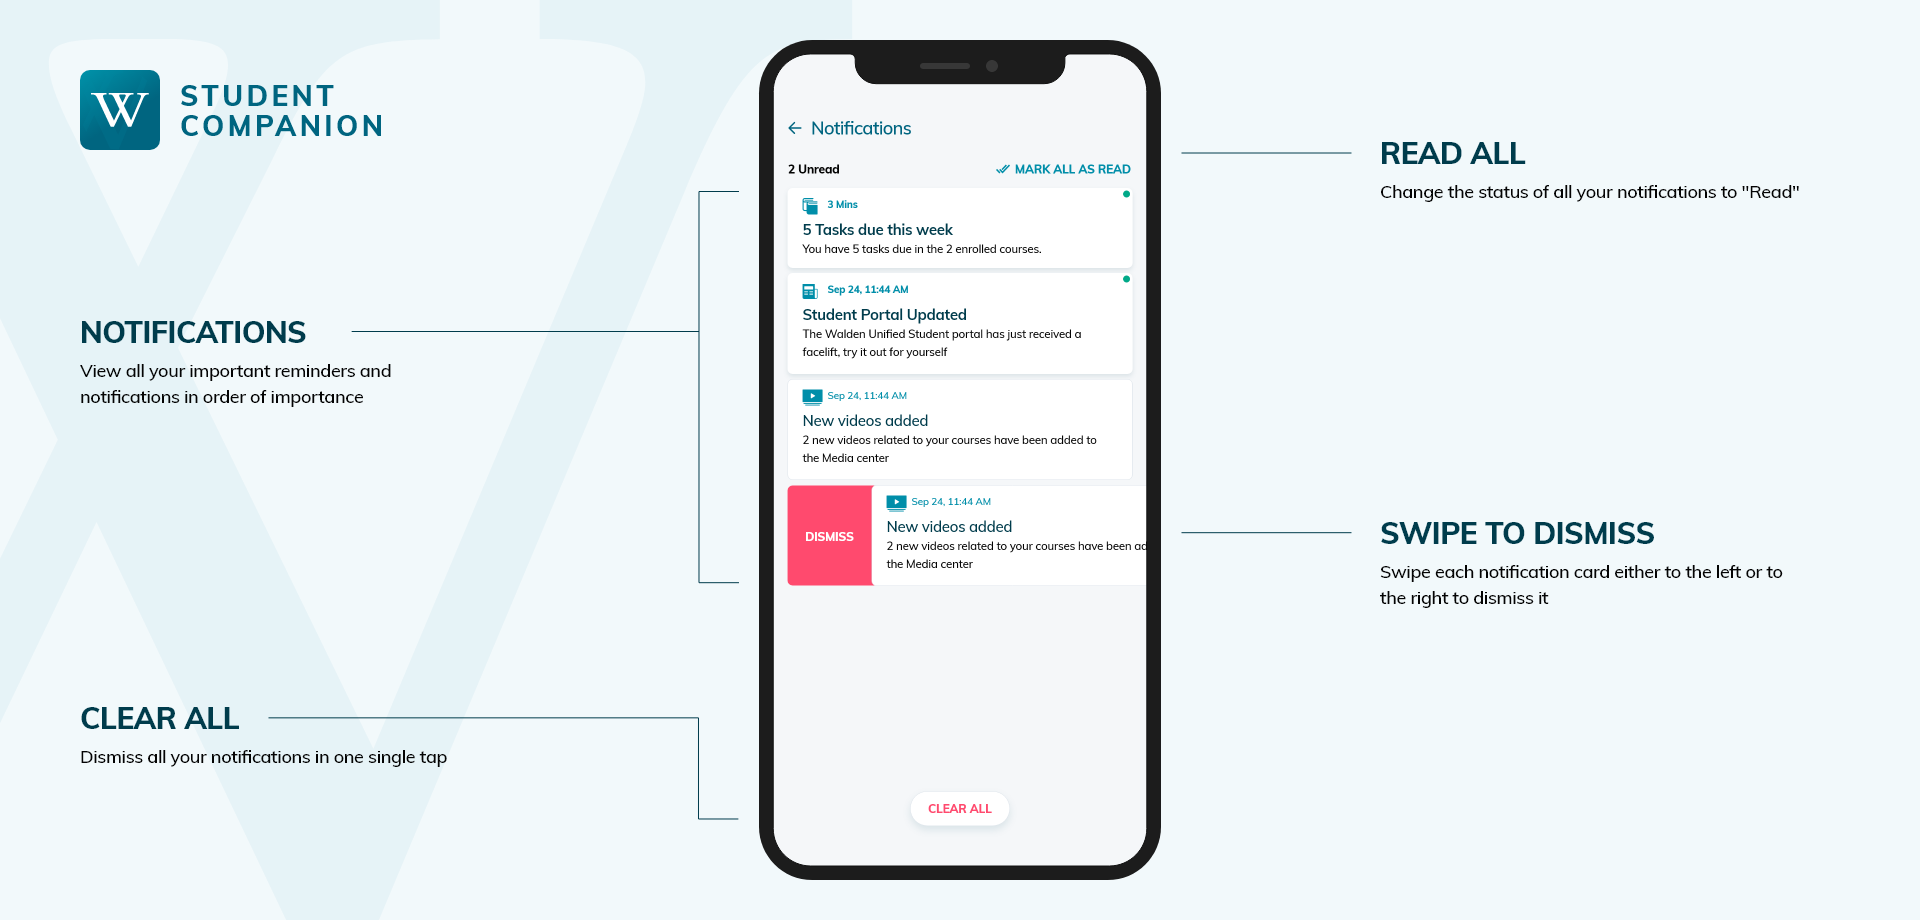 W
STUDENT
COMPANION
NOTIFICATIONS
View all your important reminders and
notifications in order of importance
CLEAR ALL
Dismiss all your notifications in one single tap
Notifications
2 Unread
MARK ALL AS READ
3 Mins
5 Tasks due this week
You have 5 tasks due in the 2 enrolled courses.
Sep 24, 11:44 AM
Student Portal Updated
The Walden Unified Student portal has just received a
facelift, try it out for yourself
Sep 24, 11:44 AM
New videos added
2 new videos related to your courses have been added to
the Media center
DISMISS
Sep 24, 11:44 AM
New videos added
2 new videos related to your courses have been ad
the Media center
CLEAR ALL
READ ALL
Change the status of all your notifications to "Read"
SWIPE TO DISMISS
Swipe each notification card either to the left or to
the right to dismiss it